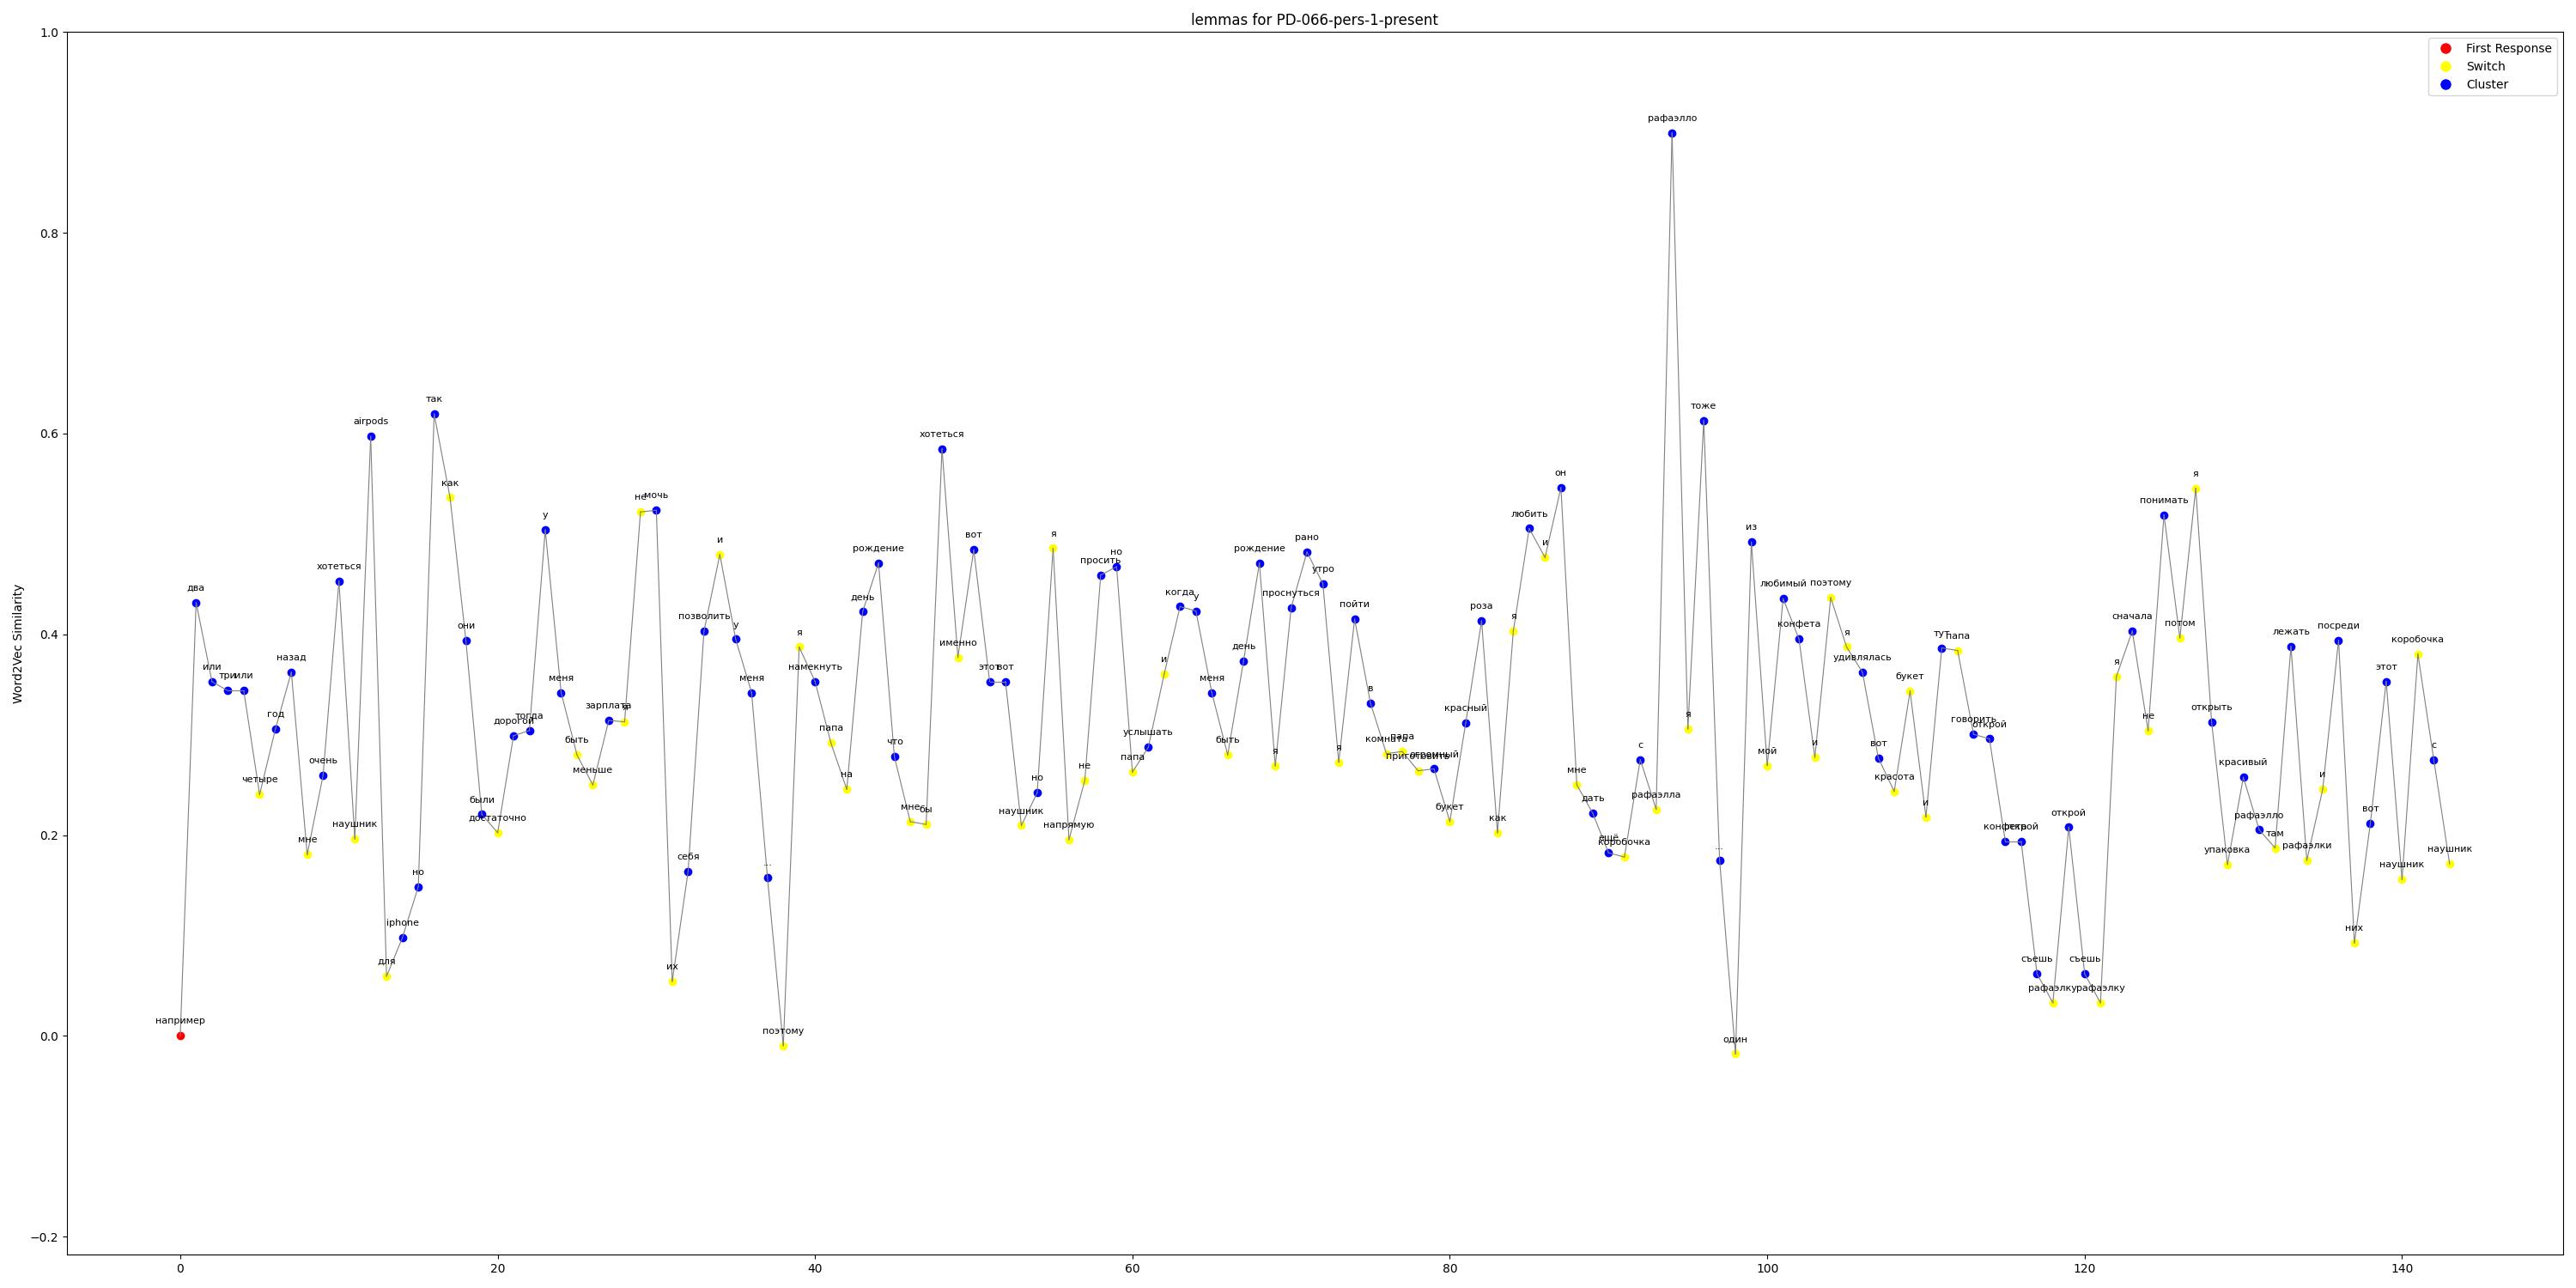 lemmas for PD-066-pers-1-present
Word2Vec Similarity
1.0
0.8
0.6
0.4
0.2
0.0
−0.2
0 20 40 60 80 100 120 140
First Response
Switch
Cluster
например
два
или
три
или
четыре
год
назад
мне
очень
хотеться
наушник
airpods
для
iphone
но
так
как
они
были
достаточно
дорогой
тогда
у
меня
быть
меньше
зарплата
не
мочь
их
себя
позволить
и
у
меня
...
поэтому
я
намекнуть
папа
на
день
рождение
что
мне
бы
хотеться
именно
вот
этот
вот
наушник
но
я
напрямую
не
просить
но
папа
услышать
и
когда
у
меня
быть
день
рождение
я
проснуться
рано
утро
я
пойти
в
комната
папа
приготовить
огромный
букет
красный
роза
как
я
любить
и
он
мне
дать
ещё
коробочка
с
рафаэлла
рафаэлло
я
тоже
...
один
из
мой
любимый
конфета
и
поэтому
я
удивлялась
вот
красота
букет
и
тут
папа
говорить
открой
конфета
открой
съешь
рафаэлку
открой
съешь
рафаэлку
я
сначала
не
понимать
потом
я
открыть
упаковка
красивый
рафаэлло
там
лежать
рафаэлки
и
посреди
них
вот
этот
наушник
коробочка
с
наушник